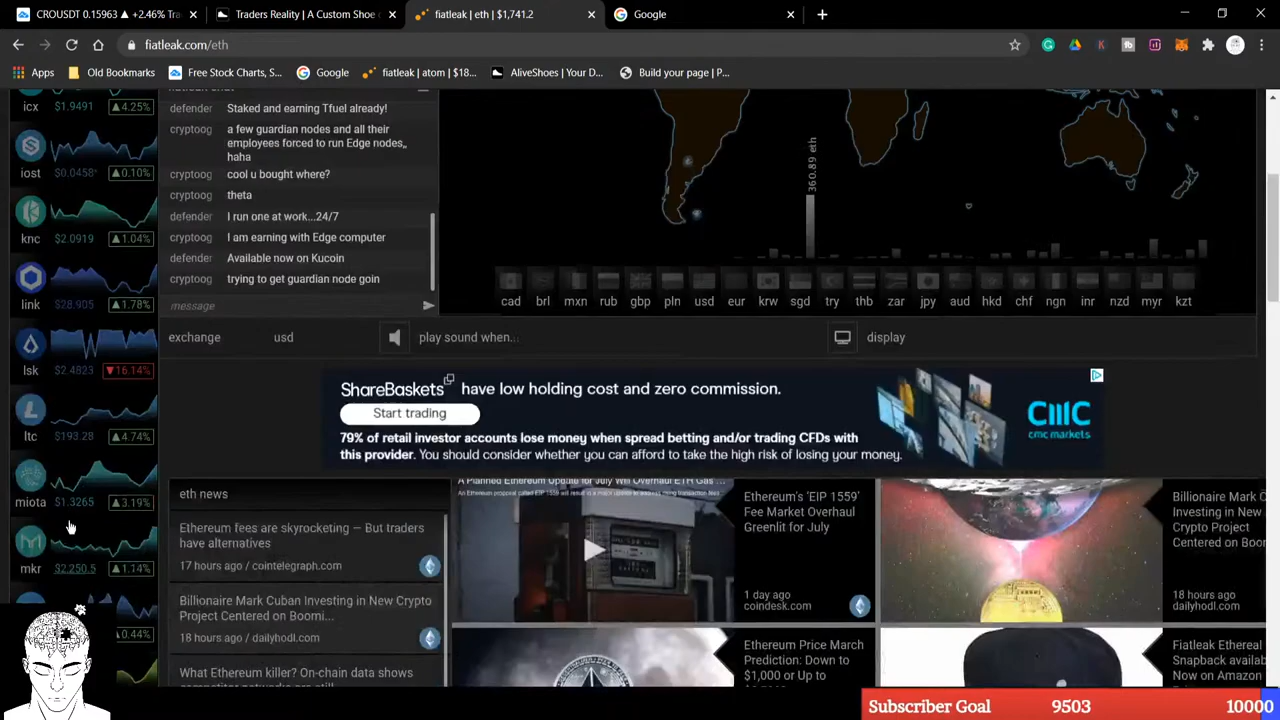 CROUSDT 0.15963 ▲ +2.46% Tra
Traders Reality | A Custom Shoe c
fiatleak | eth | $1,741.2
Google
fiatleak.com/eth
Apps
Old Bookmarks
Free Stock Charts, S...
Google
fiatleak | atom | $18...
AliveShoes | Your D...
Build your page | P...
icx $1.9491 ▲4.25%
iost $0.0458 ▲0.10%
knc $2.0919 ▲1.04%
link $28.905 ▲1.78%
lsk $2.4823 ▼16.14%
ltc $193.28 ▲4.74%
miota $1.3265 ▲3.19%
mkr $2,250.5 ▲1.14%
0.44%
defender Staked and earning Tfuel already!
cryptoog a few guardian nodes and all their
employees forced to run Edge nodes,,
haha
cryptoog cool u bought where?
cryptoog theta
defender I run one at work...24/7
cryptoog I am earning with Edge computer
defender Available now on Kucoin
cryptoog trying to get guardian node goin
message
360.89 eth
cad brl mxn rub gbp pln usd eur krw sgd try thb zar jpy aud hkd chf ngn inr nzd myr kzt
exchange usd play sound when... display
ShareBaskets have low holding cost and zero commission.
Start trading
79% of retail investor accounts lose money when spread betting and/or trading CFDs with
this provider. You should consider whether you can afford to take the high risk of losing your money.
cmc
cmc markets
eth news
Ethereum fees are skyrocketing — But traders
have alternatives
17 hours ago / cointelegraph.com
Billionaire Mark Cuban Investing in New Crypto
Project Centered on Boomi...
18 hours ago / dailyhodl.com
What Ethereum killer? On-chain data shows
A Planned Ethereum Update for July Will Overhaul ETH Gas ...
Ethereum's 'EIP 1559'
Fee Market Overhaul
Greenlit for July
1 day ago
coindesk.com
Billionaire Mark C
Investing in New
Crypto Project
Centered on Boom
18 hours ago /
dailyhodl.com
Ethereum Price March
Prediction: Down to
$1,000 or Up to
Fiatleak Ethereal
Snapback availab
Now on Amazon
Subscriber Goal 9503 10000